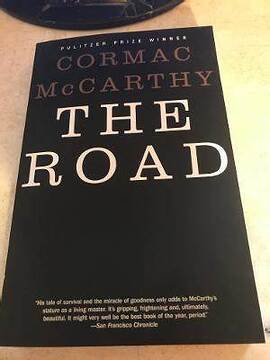 PULITZER PRIZE WINNER
CORMAC
McCARTHY
THE
ROAD
"His tale of survival and the miracle of goodness only adds to McCarthy's
stature as a living master. It's gripping, frightening and, ultimately,
beautiful. It might very well be the best book of the year, period."
—San Francisco Chronicle